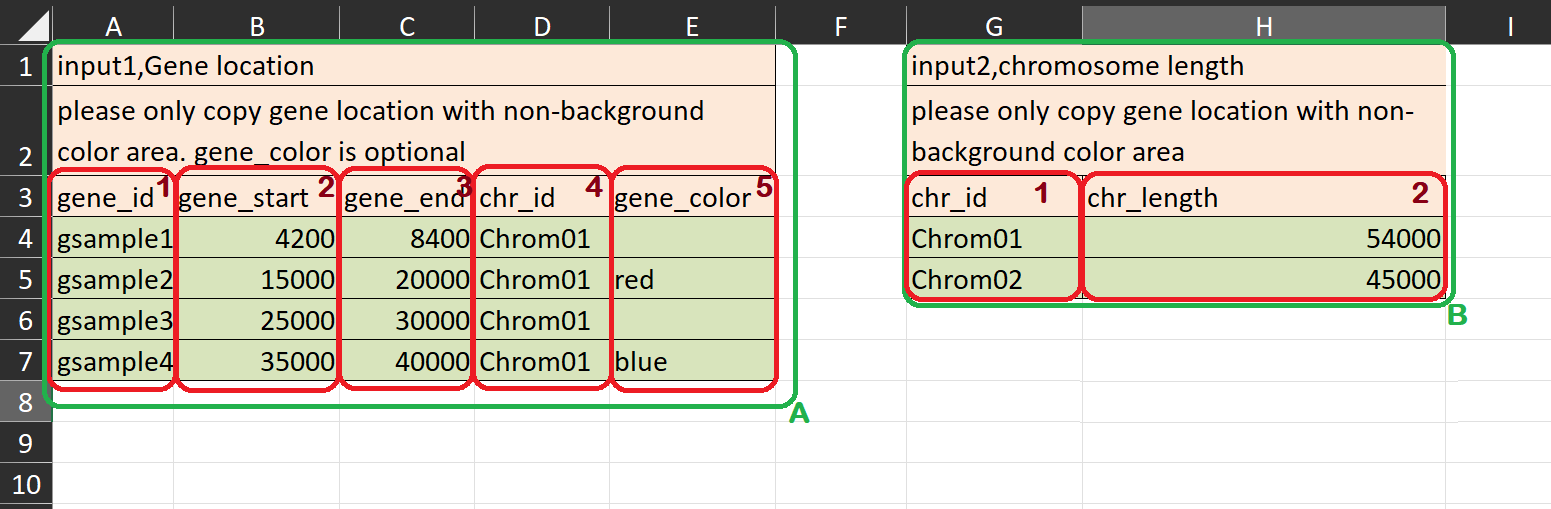 A B C D E F G H I
1 input1,Gene location input2,chromosome length
please only copy gene location with non-background please only copy gene location with non-
2 color area. gene_color is optional background color area
3 gene_id 1 gene_start 2 gene_end 3 chr_id 4 gene_color 5 chr_id 1 chr_length 2
4 gsample1 4200 8400 Chrom01 Chrom01 54000
5 gsample2 15000 20000 Chrom01 red Chrom02 45000
6 gsample3 25000 30000 Chrom01 B
7 gsample4 35000 40000 Chrom01 blue
8 A
9
10